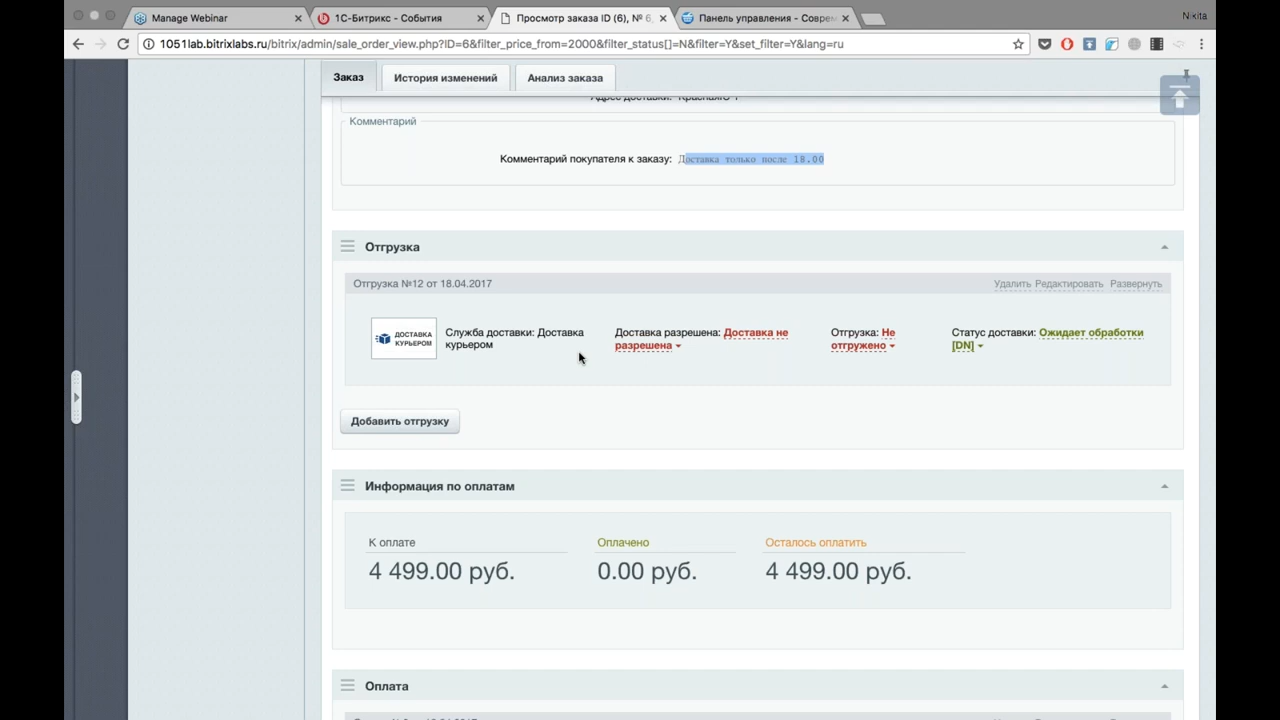 Manage Webinar
1С-Битрикс - События
Просмотр заказа ID (6), № 6,
Панель управления - Соврем
Nikita
1051lab.bitrixlabs.ru/bitrix/admin/sale_order_view.php?ID=6&filter_price_from=2000&filter_status[]=N&filter=Y&set_filter=Y&lang=ru
Заказ
История изменений
Анализ заказа
Адрес доставки:
Комментарий
Комментарий покупателя к заказу: Доставка только после 18.00
Отгрузка
Отгрузка №12 от 18.04.2017
Удалить Редактировать Развернуть
ДОСТАВКА
КУРЬЕРОМ
Служба доставки: Доставка
курьером
Доставка разрешена: Доставка не
разрешена
Отгрузка: Не
отгружено
Статус доставки: Ожидает обработки
[DN]
Добавить отгрузку
Информация по оплатам
К оплате
Оплачено
Осталось оплатить
4 499.00 руб.
0.00 руб.
4 499.00 руб.
Оплата